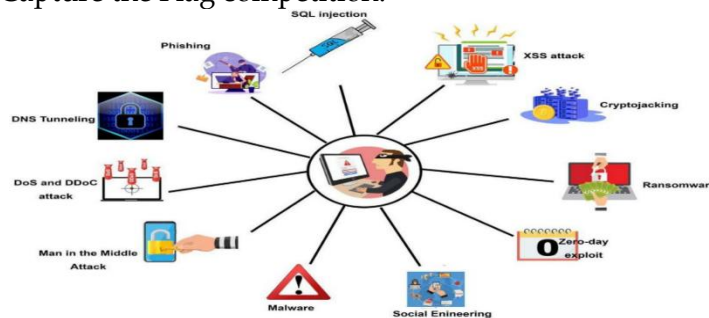 Capture the Flag competition.
SQL injection
Phishing
XSS attack
Cryptojacking
DNS Tunneling
DoS and DDoC
attack
Ransomwar
Man in the Middle
Attack
0
Zero-day
exploit
Malware
Social Enineering